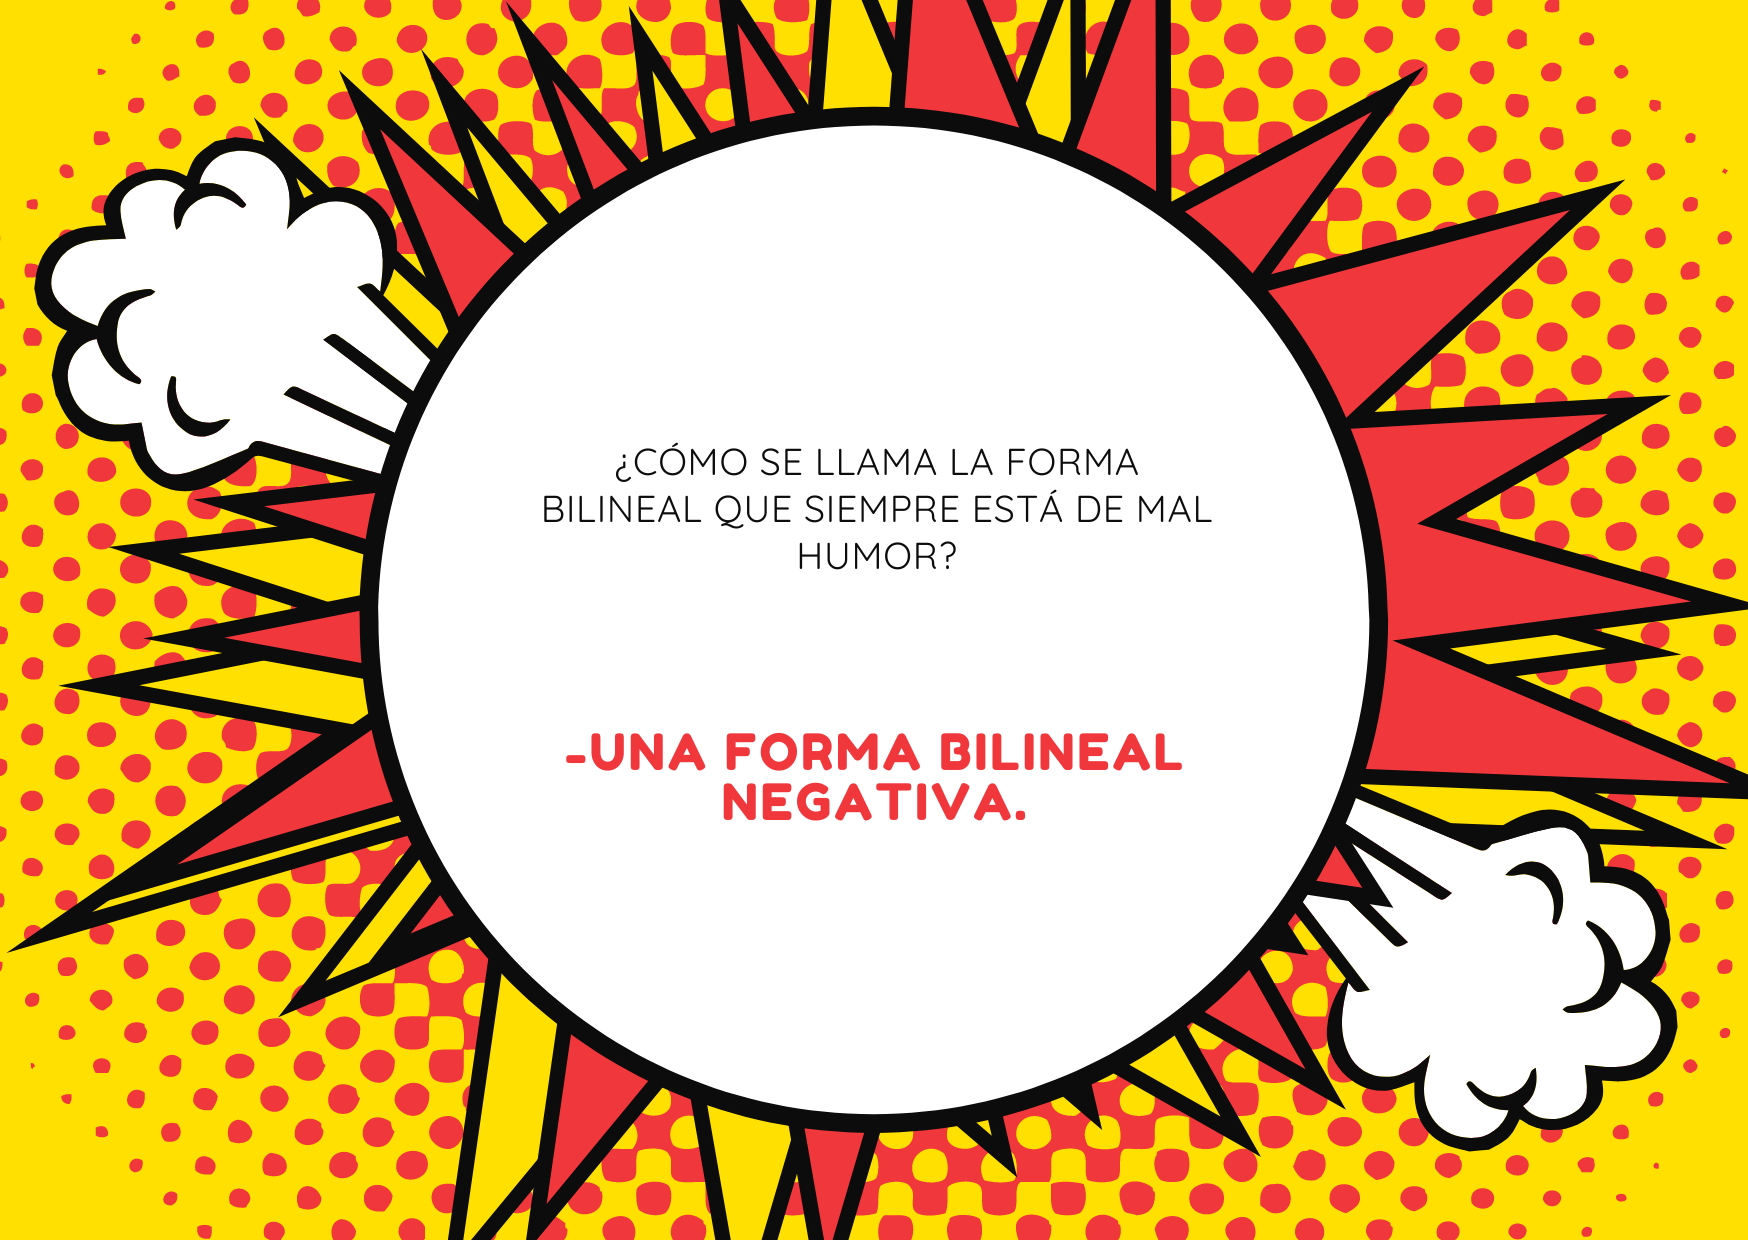 ¿CÓMO SE LLAMA LA FORMA
BILINEAL QUE SIEMPRE ESTÁ DE MAL
HUMOR?
-UNA FORMA BILINEAL
NEGATIVA.